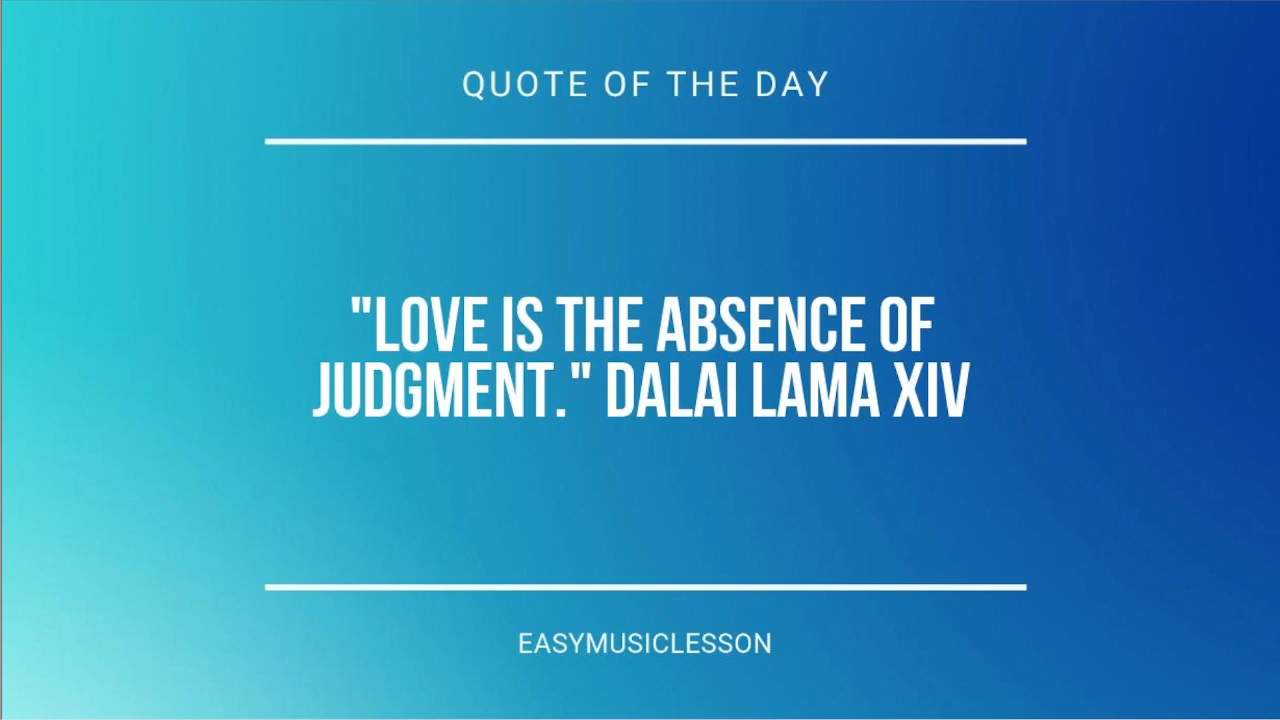 QUOTE OF THE DAY
"LOVE IS THE ABSENCE OF
JUDGMENT." DALAI LAMA XIV
EASYMUSICLESSON